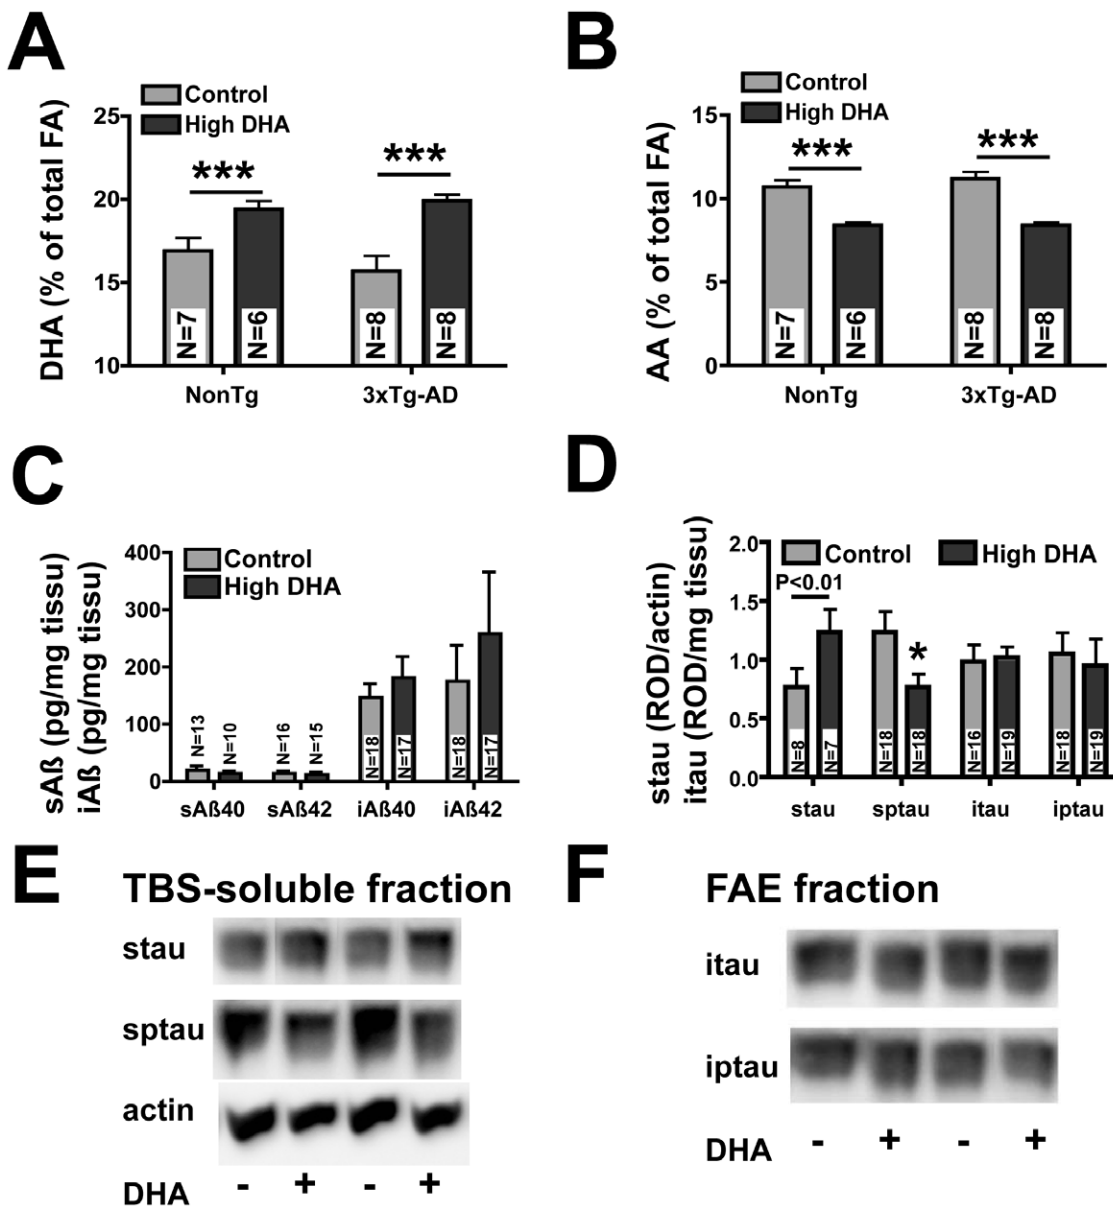 A
Control
High DHA
DHA (% of total FA)
25
20
15
10
***
***
N=7
N=6
N=8
N=8
NonTg
3xTg-AD
B
Control
High DHA
AA (% of total FA)
15
10
5
0
***
***
N=7
N=6
N=8
N=8
NonTg
3xTg-AD
C
sAß (pg/mg tissu)
iAß (pg/mg tissu)
Control
High DHA
400
300
200
100
0
N=13
N=10
N=16
N=15
N=18
N=17
N=18
N=17
sAß40
sAß42
iAß40
iAß42
D
stau (ROD/actin)
itau (ROD/mg tissu)
Control
High DHA
2.0
1.5
1.0
0.5
0.0
P<0.01
*
N=8
N=7
N=18
N=18
N=16
N=19
N=18
N=19
stau
sptau
itau
iptau
E
TBS-soluble fraction
stau
sptau
actin
DHA - + - +
F
FAE fraction
itau
iptau
DHA - + - +